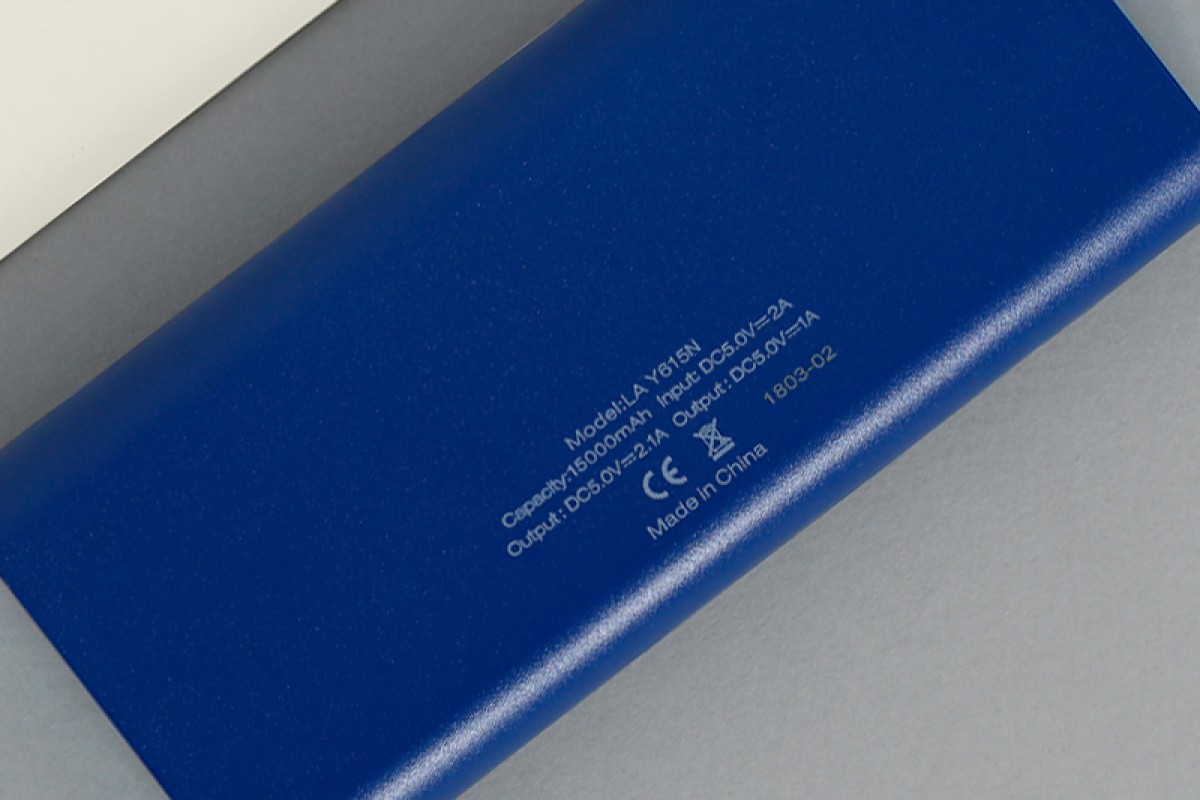 Model:LA Y615N
Capacity:15000mAh Input: DC5.0V⎓2A
Output: DC5.0V⎓2.1A Output: DC5.0V⎓1A
CE
1803-02
Made in China